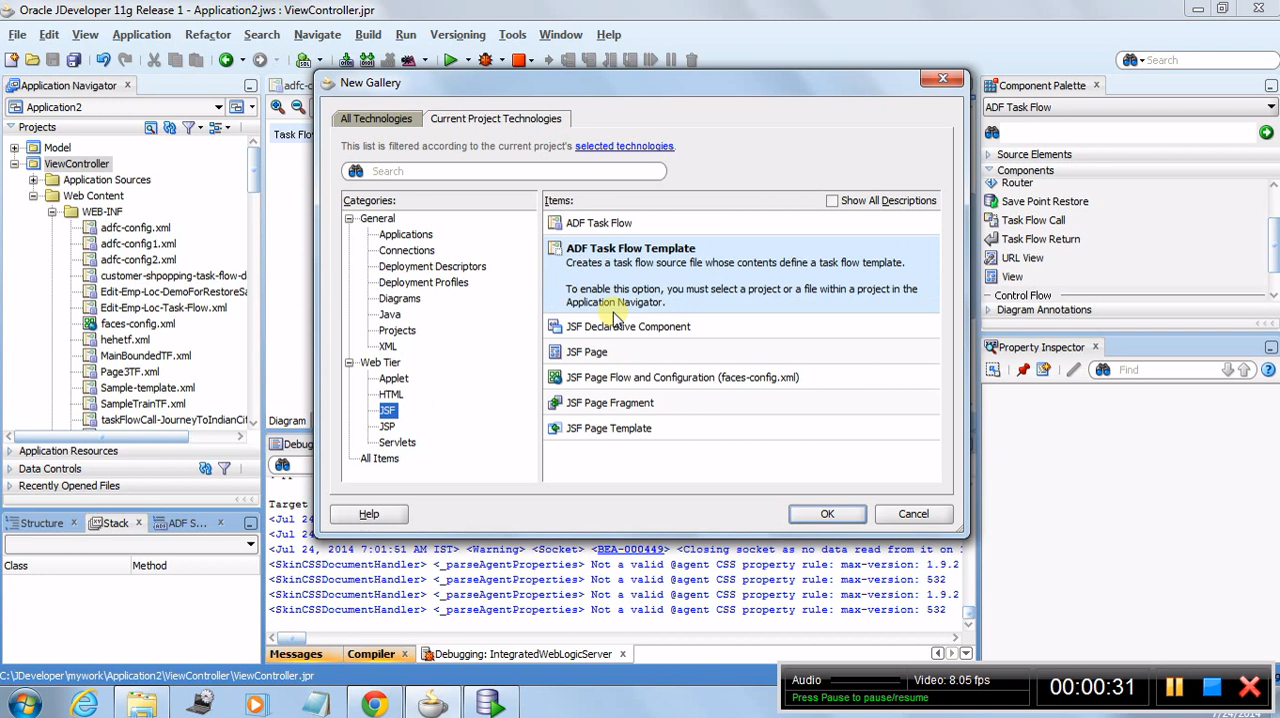 Oracle JDeveloper 11g Release 1 - Application2.jws : ViewController.jpr
File Edit View Application Refactor Search Navigate Build Run Versioning Tools Window Help
Search
Application Navigator
Application2
Projects
Model
ViewController
Application Sources
Web Content
WEB-INF
adfc-config.xml
adfc-config1.xml
adfc-config2.xml
customer-shpopping-task-flow-d
Edit-Emp-Loc-DemoForRestoreSa
Edit-Emp-Loc-Task-Flow.xml
faces-config.xml
hehetf.xml
MainBoundedTF.xml
Page3TF.xml
Sample-template.xml
SampleTrainTF.xml
taskFlowCall-JourneyToIndianCit
Application Resources
Data Controls
Recently Opened Files
Structure Stack ADF S...
Class Method
adfc-
Task Flo
Diagram
Debug
New Gallery
All Technologies Current Project Technologies
This list is filtered according to the current project's selected technologies.
Search
Categories:
General
Applications
Connections
Deployment Descriptors
Deployment Profiles
Diagrams
Java
Projects
XML
Web Tier
Applet
HTML
JSF
JSP
Servlets
All Items
Items: Show All Descriptions
ADF Task Flow
ADF Task Flow Template
Creates a task flow source file whose contents define a task flow template.
To enable this option, you must select a project or a file within a project in the
Application Navigator.
JSF Declarative Component
JSF Page
JSF Page Flow and Configuration (faces-config.xml)
JSF Page Fragment
JSF Page Template
Help OK Cancel
Component Palette
ADF Task Flow
Source Elements
Components
Router
Save Point Restore
Task Flow Call
Task Flow Return
URL View
View
Control Flow
Diagram Annotations
Property Inspector
Find
Target
<Jul 24
<Jul 24
<Jul 24, 2014 7:01:51 AM IST> <Warning> <Socket> <BEA-000449> <Closing socket as no data read from it on
<SkinCSSDocumentHandler> <_parseAgentProperties> Not a valid @agent CSS property rule: max-version: 1.9.2
<SkinCSSDocumentHandler> <_parseAgentProperties> Not a valid @agent CSS property rule: max-version: 532
<SkinCSSDocumentHandler> <_parseAgentProperties> Not a valid @agent CSS property rule: max-version: 1.9.2
<SkinCSSDocumentHandler> <_parseAgentProperties> Not a valid @agent CSS property rule: max-version: 532
Messages Compiler Debugging: IntegratedWebLogicServer
C:\JDeveloper\mywork\Application2\ViewController\ViewController.jpr
Audio Video: 8.05 fps
Press Pause to pause/resume
00:00:31